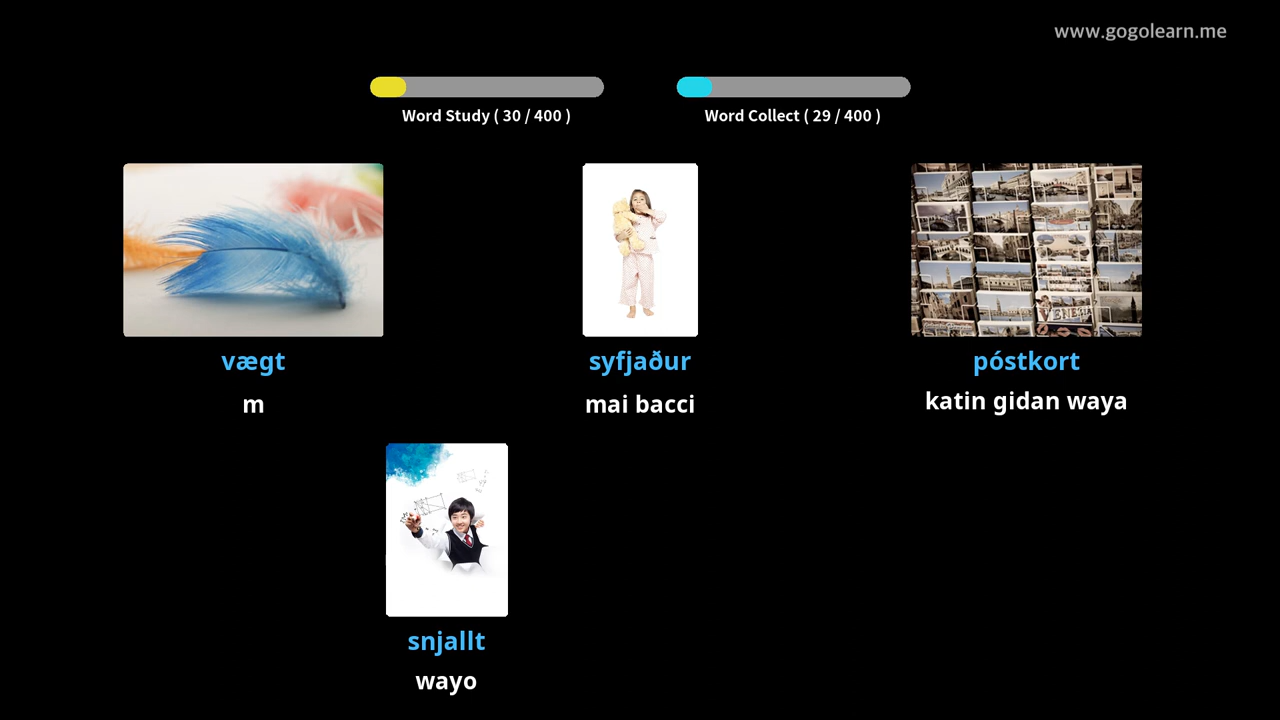 www.gogolearn.me
Word Study ( 30 / 400 )
Word Collect ( 29 / 400 )
vægt
m
syfjaður
mai bacci
póstkort
katin gidan waya
VENEZIA
snjallt
wayo